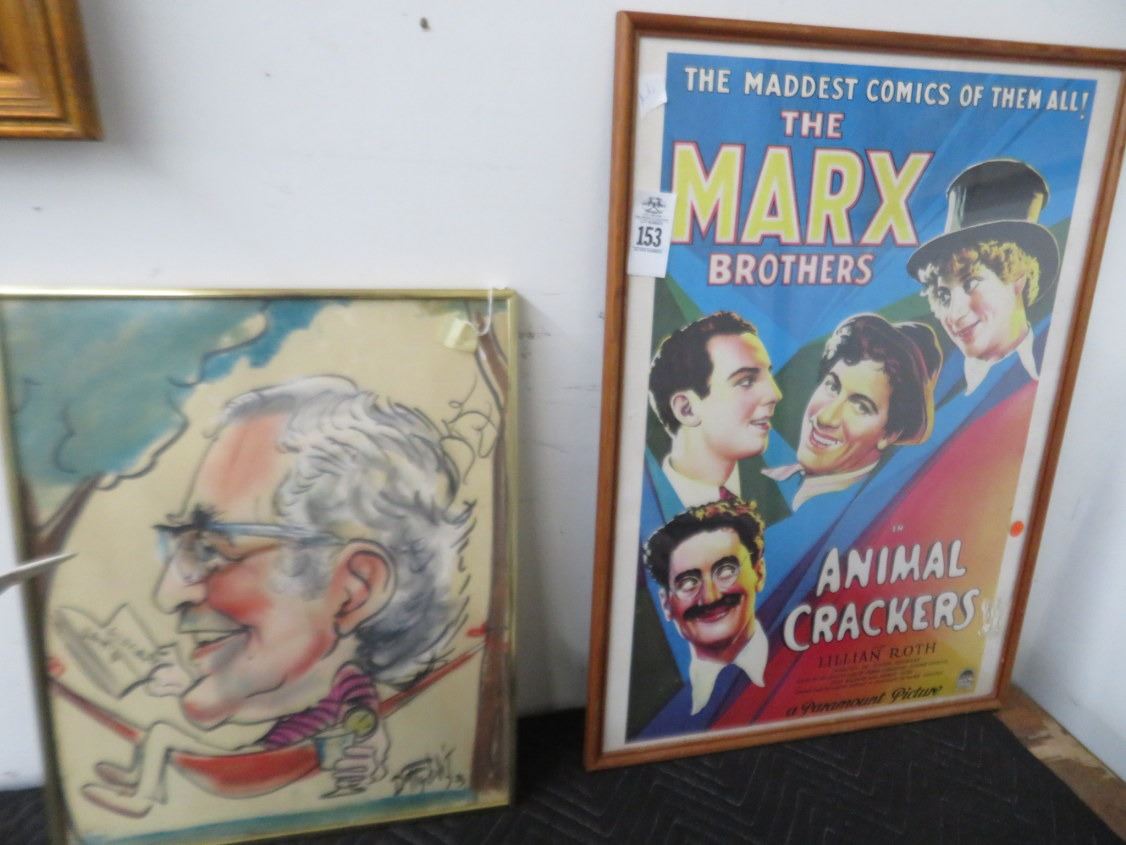 THE MADDEST COMICS OF THEM ALL!
THE
MARX
BROTHERS
153
IN
ANIMAL
CRACKERS
LILLIAN ROTH
a Paramount Picture